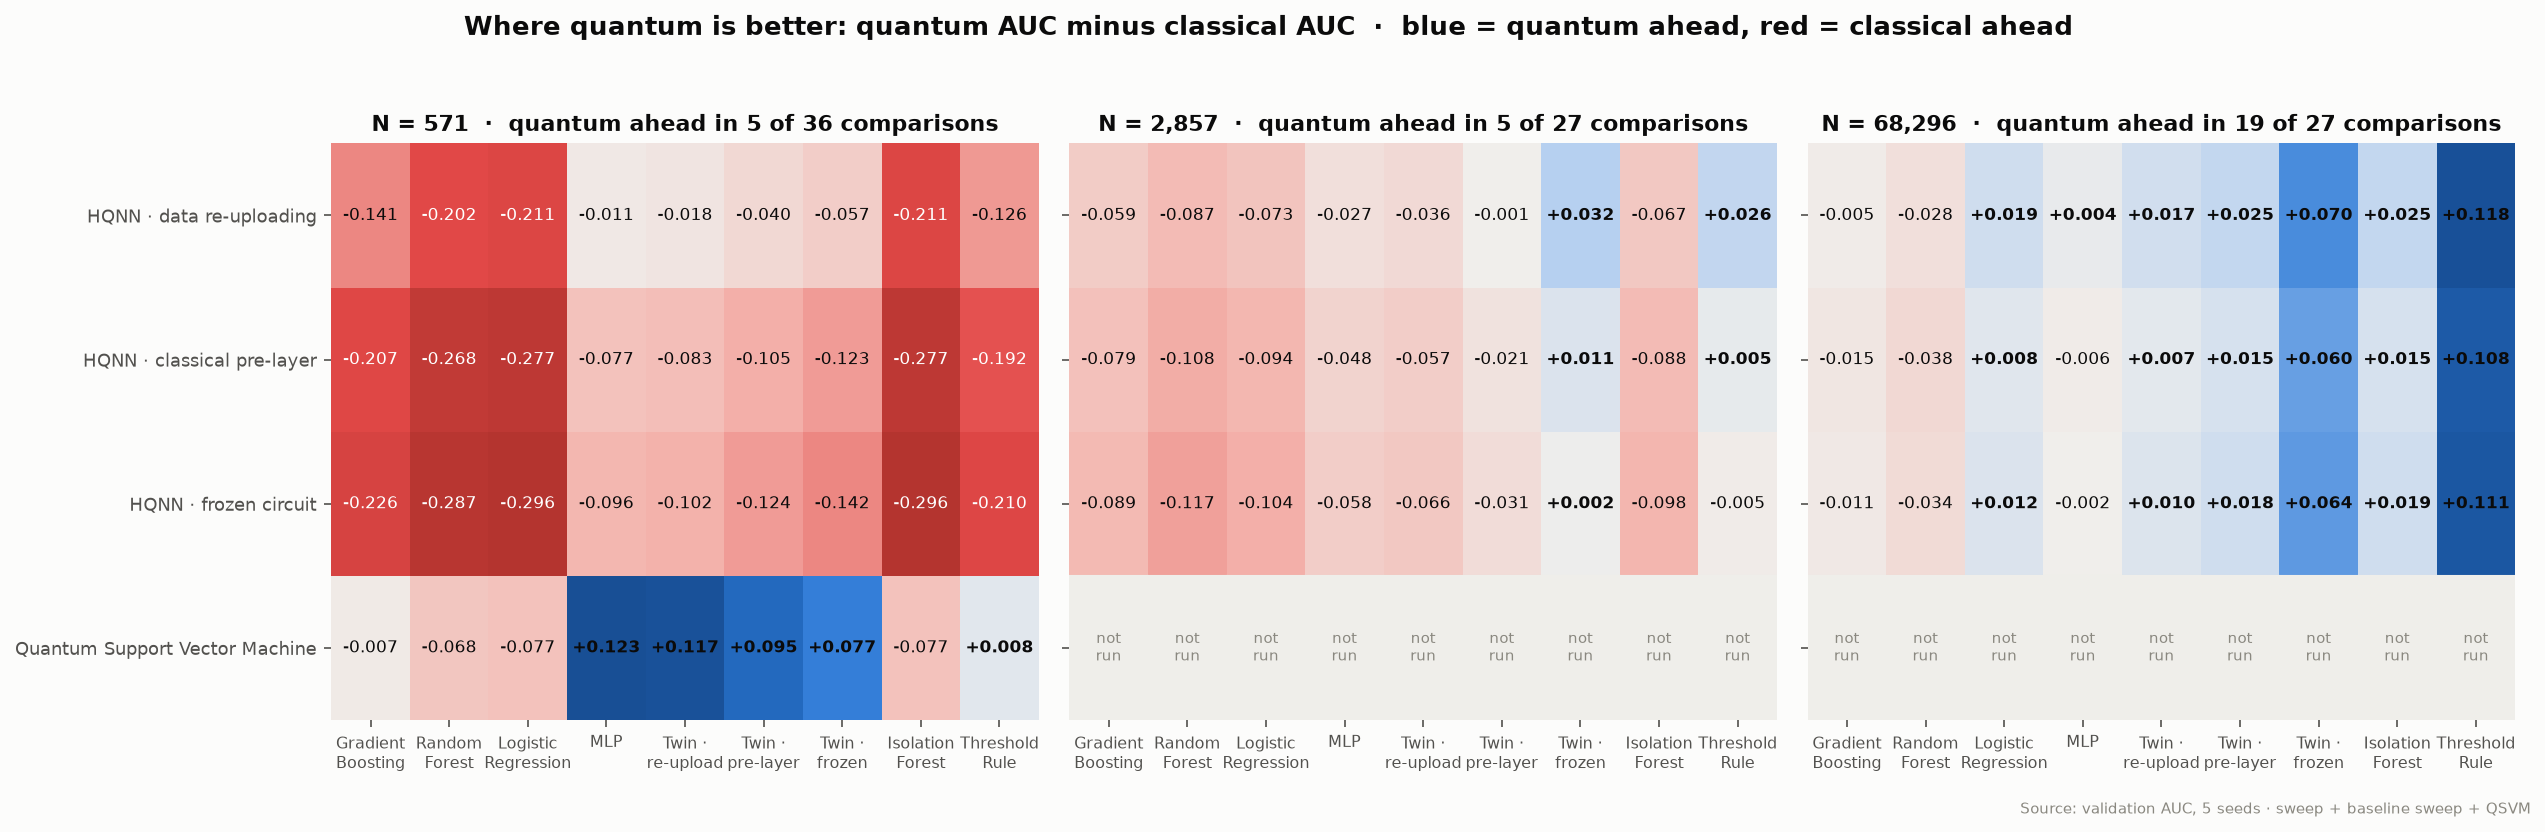 Where quantum is better: quantum AUC minus classical AUC · blue = quantum ahead, red = classical ahead
N = 571 · quantum ahead in 5 of 36 comparisons
N = 2,857 · quantum ahead in 5 of 27 comparisons
N = 68,296 · quantum ahead in 19 of 27 comparisons
HQNN · data re-uploading -0.141 -0.202 -0.211 -0.011 -0.018 -0.040 -0.057 -0.211 -0.126 -0.059 -0.087 -0.073 -0.027 -0.036 -0.001 +0.032 -0.067 +0.026 -0.005 -0.028 +0.019 +0.004 +0.017 +0.025 +0.070 +0.025 +0.118
HQNN · classical pre-layer -0.207 -0.268 -0.277 -0.077 -0.083 -0.105 -0.123 -0.277 -0.192 -0.079 -0.108 -0.094 -0.048 -0.057 -0.021 +0.011 -0.088 +0.005 -0.015 -0.038 +0.008 -0.006 +0.007 +0.015 +0.060 +0.015 +0.108
HQNN · frozen circuit -0.226 -0.287 -0.296 -0.096 -0.102 -0.124 -0.142 -0.296 -0.210 -0.089 -0.117 -0.104 -0.058 -0.066 -0.031 +0.002 -0.098 -0.005 -0.011 -0.034 +0.012 -0.002 +0.010 +0.018 +0.064 +0.019 +0.111
Quantum Support Vector Machine -0.007 -0.068 -0.077 +0.123 +0.117 +0.095 +0.077 -0.077 +0.008
not not not not not not not not not not not not not not not not not not
run run run run run run run run run run run run run run run run run run
Gradient Random Logistic MLP Twin · Twin · Twin · Isolation Threshold
Boosting Forest Regression re-upload pre-layer frozen Forest Rule
Gradient Random Logistic MLP Twin · Twin · Twin · Isolation Threshold
Boosting Forest Regression re-upload pre-layer frozen Forest Rule
Gradient Random Logistic MLP Twin · Twin · Twin · Isolation Threshold
Boosting Forest Regression re-upload pre-layer frozen Forest Rule
Source: validation AUC, 5 seeds · sweep + baseline sweep + QSVM